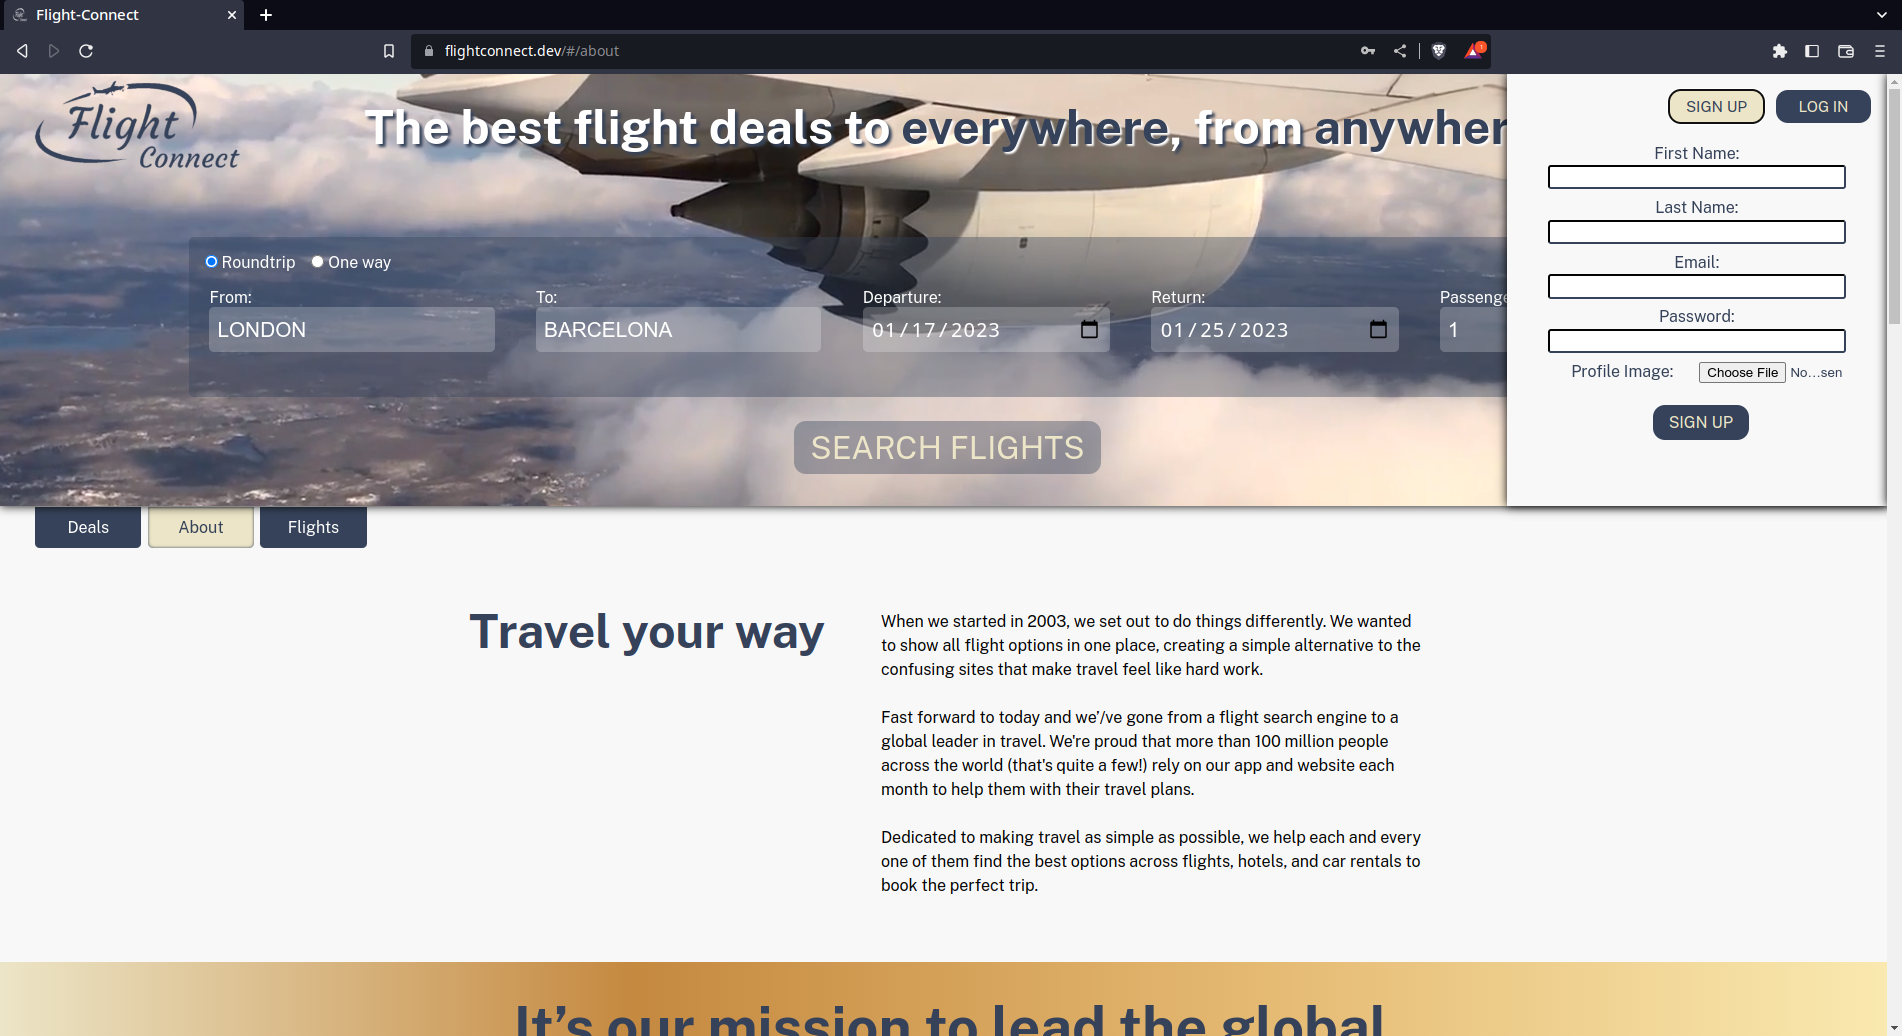 Flight-Connect
flightconnect.dev/#/about
1
Flight
Connect
The best flight deals to everywhere, from anywher
SIGN UP
LOG IN
First Name:
Last Name:
Email:
Password:
Profile Image:
Choose File
No...sen
SIGN UP
Roundtrip
One way
From:
To:
Departure:
Return:
Passenge
LONDON
BARCELONA
01/17/2023
01/25/2023
1
SEARCH FLIGHTS
Deals
About
Flights
Travel your way
When we started in 2003, we set out to do things differently. We wanted
to show all flight options in one place, creating a simple alternative to the
confusing sites that make travel feel like hard work.
Fast forward to today and we'/ve gone from a flight search engine to a
global leader in travel. We're proud that more than 100 million people
across the world (that's quite a few!) rely on our app and website each
month to help them with their travel plans.
Dedicated to making travel as simple as possible, we help each and every
one of them find the best options across flights, hotels, and car rentals to
book the perfect trip.
It's our mission to lead the global